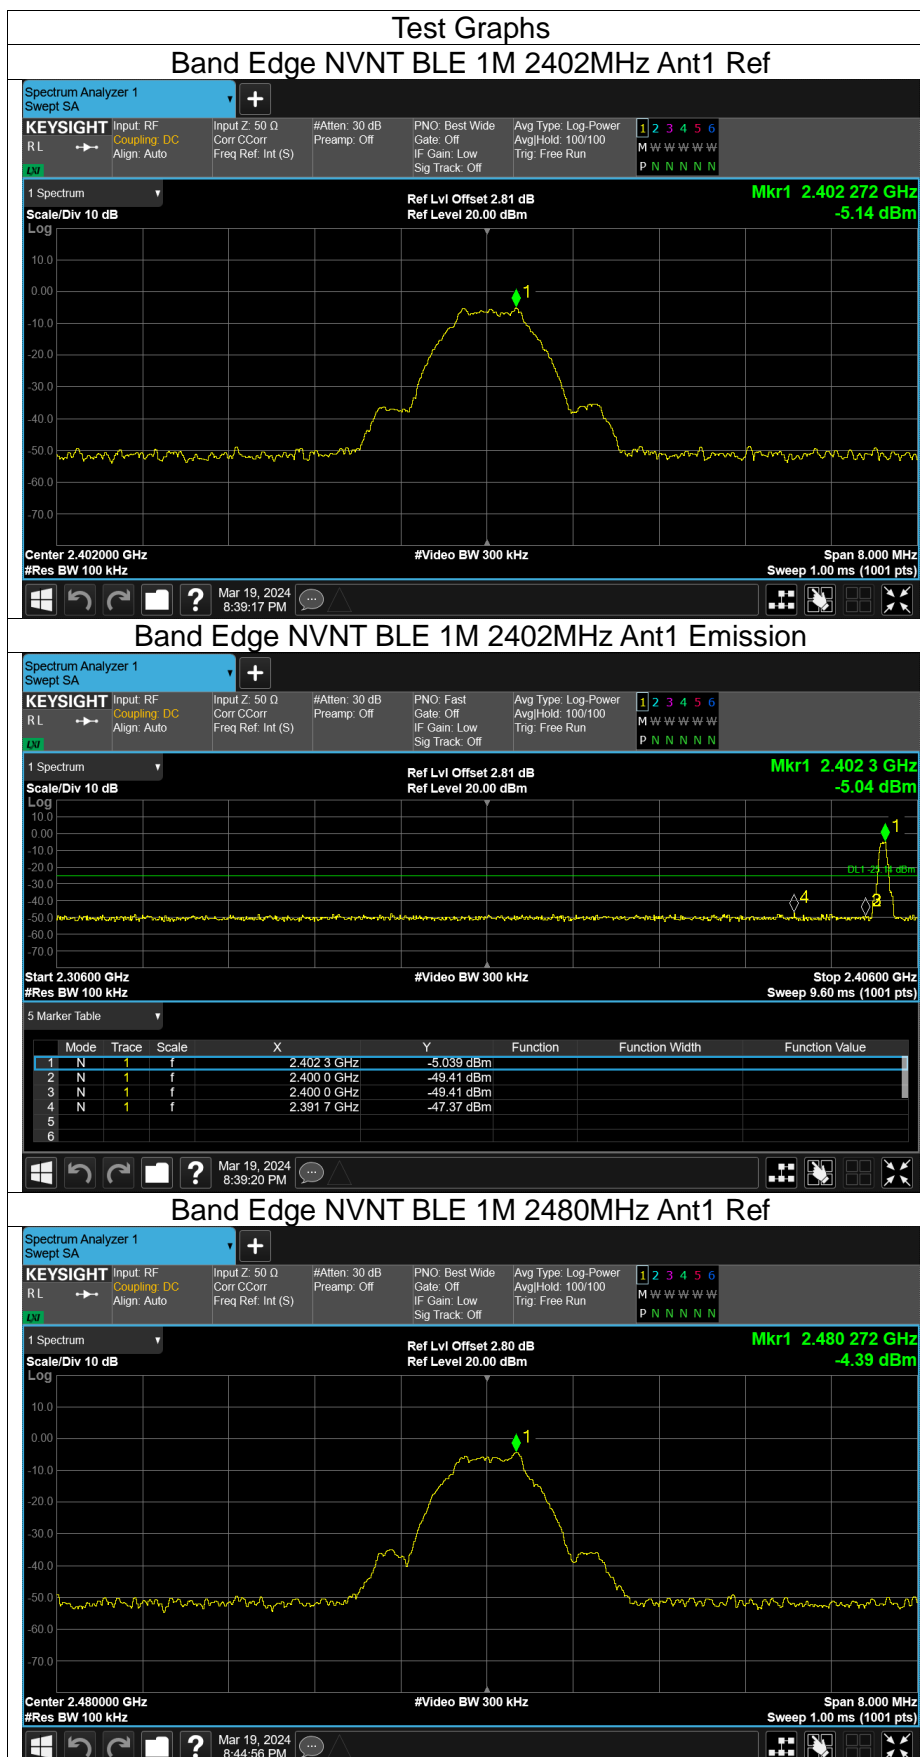 Test Graphs
Band Edge NVNT BLE 1M 2402MHz Ant1 Ref
Spectrum Analyzer 1
Swept SA
KEYSIGHT Input: RF Input Z: 50 Ω #Atten: 30 dB PNO: Best Wide Avg Type: Log-Power 1 2 3 4 5 6
RL Coupling: DC Corr CCorr Preamp: Off Gate: Off Avg|Hold: 100/100 M W W W W W
Align: Auto Freq Ref: Int (S) IF Gain: Low Trig: Free Run
LXI Sig Track: Off P N N N N N
1 Spectrum Ref Lvl Offset 2.81 dB Mkr1 2.402 272 GHz
Scale/Div 10 dB Ref Level 20.00 dBm -5.14 dBm
Log
10.0
0.00 1
-10.0
-20.0
-30.0
-40.0
-50.0
-60.0
-70.0
Center 2.402000 GHz #Video BW 300 kHz Span 8.000 MHz
#Res BW 100 kHz Sweep 1.00 ms (1001 pts)
? Mar 19, 2024
8:39:17 PM
Band Edge NVNT BLE 1M 2402MHz Ant1 Emission
Spectrum Analyzer 1
Swept SA
KEYSIGHT Input: RF Input Z: 50 Ω #Atten: 30 dB PNO: Fast Avg Type: Log-Power 1 2 3 4 5 6
RL Coupling: DC Corr CCorr Preamp: Off Gate: Off Avg|Hold: 100/100 M W W W W W
Align: Auto Freq Ref: Int (S) IF Gain: Low Trig: Free Run
LXI Sig Track: Off P N N N N N
1 Spectrum Ref Lvl Offset 2.81 dB Mkr1 2.402 3 GHz
Scale/Div 10 dB Ref Level 20.00 dBm -5.04 dBm
Log
10.0 1
0.00
-10.0
-20.0 DL1 -25.14 dBm
-30.0
-40.0 4
-50.0
-60.0
-70.0
Start 2.30600 GHz #Video BW 300 kHz Stop 2.40600 GHz
#Res BW 100 kHz Sweep 9.60 ms (1001 pts)
5 Marker Table
Mode Trace Scale X Y Function Function Width Function Value
1 N 1 f 2.402 3 GHz -5.039 dBm
2 N 1 f 2.400 0 GHz -49.41 dBm
3 N 1 f 2.400 0 GHz -49.41 dBm
4 N 1 f 2.391 7 GHz -47.37 dBm
5
6
? Mar 19, 2024
8:39:20 PM
Band Edge NVNT BLE 1M 2480MHz Ant1 Ref
Spectrum Analyzer 1
Swept SA
KEYSIGHT Input: RF Input Z: 50 Ω #Atten: 30 dB PNO: Best Wide Avg Type: Log-Power 1 2 3 4 5 6
RL Coupling: DC Corr CCorr Preamp: Off Gate: Off Avg|Hold: 100/100 M W W W W W
Align: Auto Freq Ref: Int (S) IF Gain: Low Trig: Free Run
LXI Sig Track: Off P N N N N N
1 Spectrum Ref Lvl Offset 2.80 dB Mkr1 2.480 272 GHz
Scale/Div 10 dB Ref Level 20.00 dBm -4.39 dBm
Log
10.0
0.00 1
-10.0
-20.0
-30.0
-40.0
-50.0
-60.0
-70.0
Center 2.480000 GHz #Video BW 300 kHz Span 8.000 MHz
#Res BW 100 kHz Sweep 1.00 ms (1001 pts)
? Mar 19, 2024
8:44:56 PM